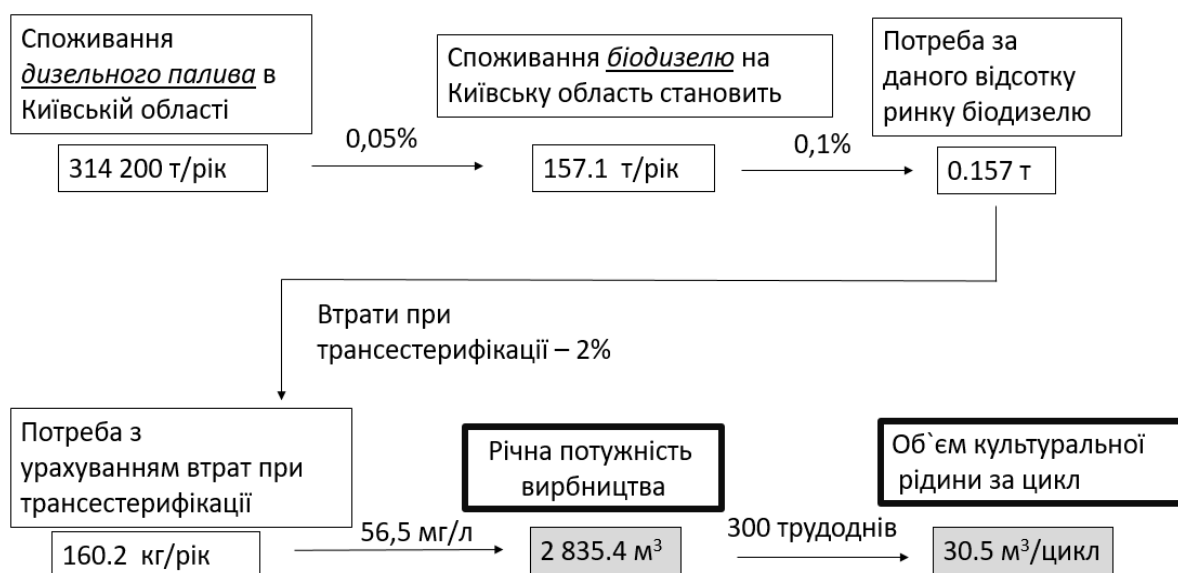 Споживання
дизельного палива в
Київській області
314 200 т/рік
0,05%
Споживання біодизелю на
Київську область становить
157.1 т/рік
0,1%
Потреба за
даного відсотку
ринку біодизелю
0.157 т
Втрати при
трансестерифікації – 2%
Потреба з
урахуванням втрат при
трансестерифікації
160.2 кг/рік
56,5 мг/л
Річна потужність
вирбництва
2 835.4 м³
300 трудоднів
Об`єм культуральної
рідини за цикл
30.5 м³/цикл